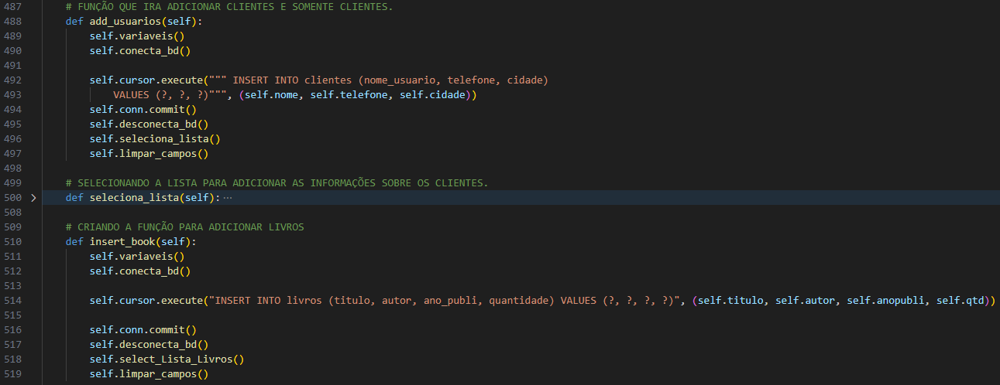 487 # FUNÇÃO QUE IRA ADICIONAR CLIENTES E SOMENTE CLIENTES.
488 def add_usuarios(self):
489 self.variaveis()
490 self.conecta_bd()
491
492 self.cursor.execute(""" INSERT INTO clientes (nome_usuario, telefone, cidade)
493 VALUES (?, ?, ?)""", (self.nome, self.telefone, self.cidade))
494 self.conn.commit()
495 self.desconecta_bd()
496 self.seleciona_lista()
497 self.limpar_campos()
498
499 # SELECIONANDO A LISTA PARA ADICIONAR AS INFORMAÇÕES SOBRE OS CLIENTES.
500 > def seleciona_lista(self):···
508
509 # CRIANDO A FUNÇÃO PARA ADICIONAR LIVROS
510 def insert_book(self):
511 self.variaveis()
512 self.conecta_bd()
513
514 self.cursor.execute("INSERT INTO livros (titulo, autor, ano_publi, quantidade) VALUES (?, ?, ?, ?)", (self.titulo, self.autor, self.anopubli, self.qtd))
515
516 self.conn.commit()
517 self.desconecta_bd()
518 self.select_Lista_Livros()
519 self.limpar_campos()